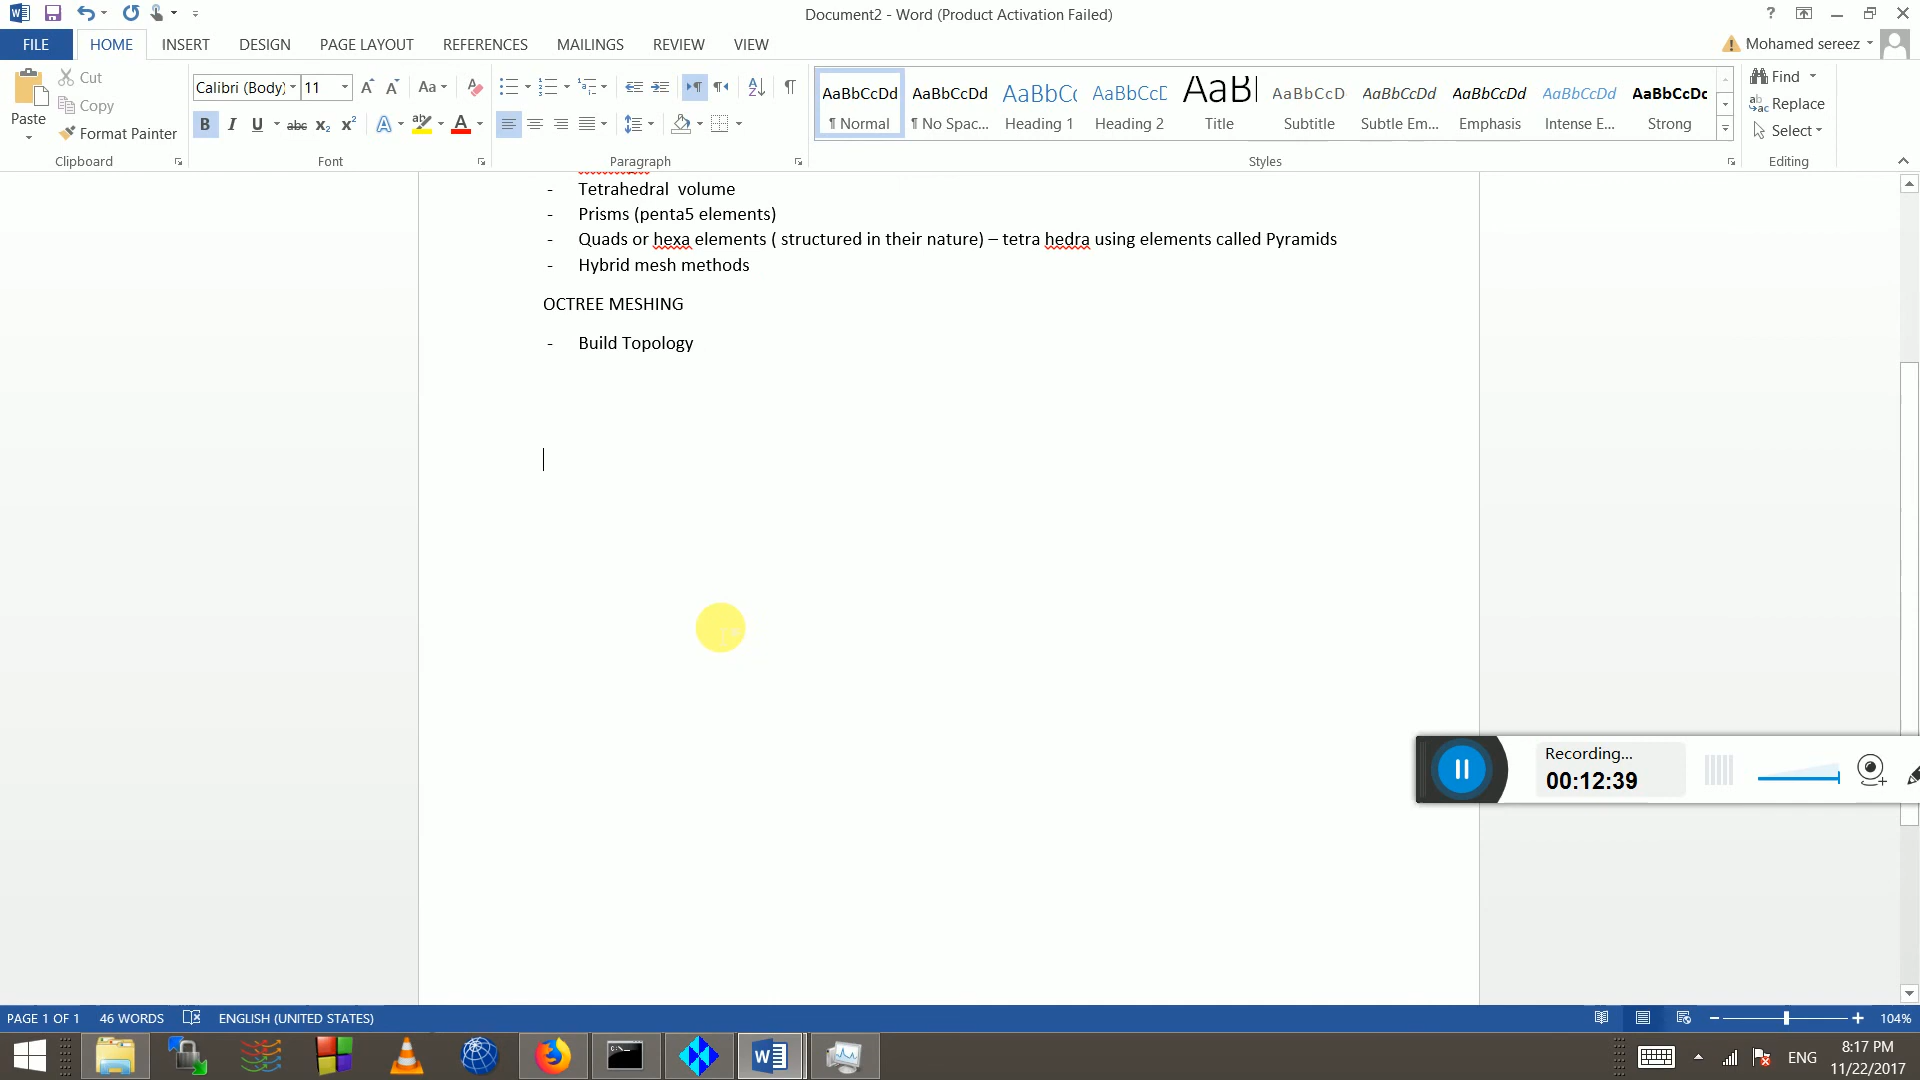 Document2 - Word (Product Activation Failed)
FILE HOME INSERT DESIGN PAGE LAYOUT REFERENCES MAILINGS REVIEW VIEW
Mohamed sereez
Paste
Cut
Copy
Format Painter
Clipboard
Calibri (Body) 11
Font
Paragraph
AaBbCcDd AaBbCcDd AaBbCc AaBbCcD AaB AaBbCcD AaBbCcDd AaBbCcDd AaBbCcDd AaBbCcDc
¶ Normal ¶ No Spac... Heading 1 Heading 2 Title Subtitle Subtle Em... Emphasis Intense E... Strong
Styles
Find
Replace
Select
Editing
- Tetrahedral  volume
- Prisms (penta5 elements)
- Quads or hexa elements ( structured in their nature) – tetra hedra using elements called Pyramids
- Hybrid mesh methods
OCTREE MESHING
- Build Topology
Recording...
00:12:39
PAGE 1 OF 1 46 WORDS ENGLISH (UNITED STATES)
104%
ENG
8:17 PM
11/22/2017